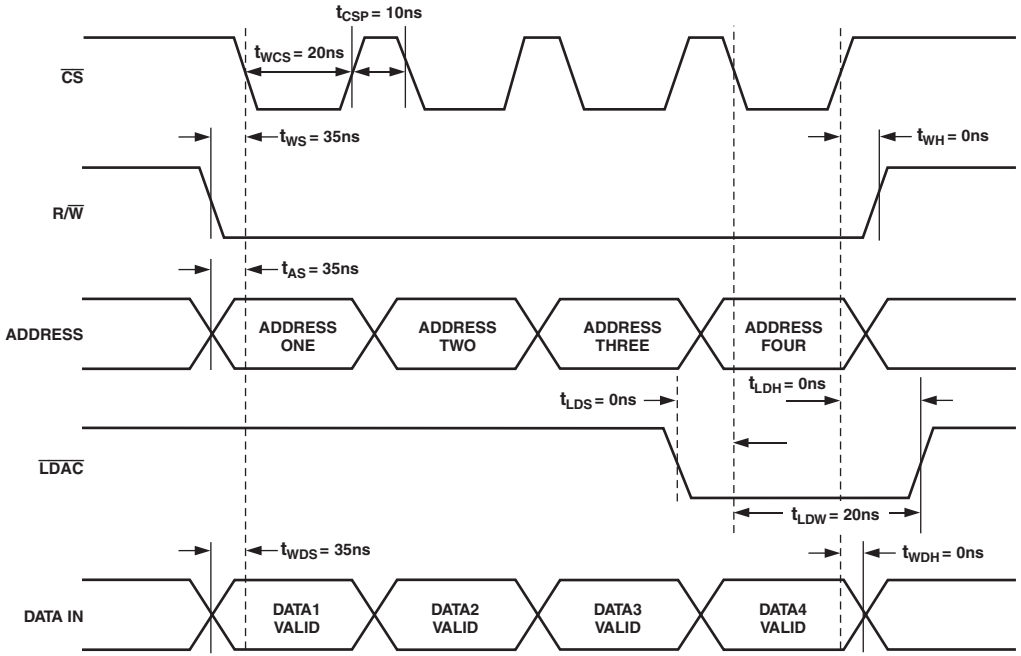 tCSP = 10ns
tWCS = 20ns
CS
tWS = 35ns
tWH = 0ns
R/W
tAS = 35ns
ADDRESS
ADDRESS
ONE
ADDRESS
TWO
ADDRESS
THREE
ADDRESS
FOUR
tLDS = 0ns
tLDH = 0ns
LDAC
tLDW = 20ns
tWDS = 35ns
tWDH = 0ns
DATA IN
DATA1
VALID
DATA2
VALID
DATA3
VALID
DATA4
VALID